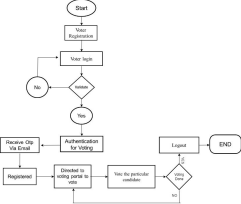 Start
Voter
Registration
Voter login
No
Validate
Yes
Receive Otp
Via Email
Authentication
for Voting
Logout
END
YES
Registered
Directed to
voting portal to
vote
Vote the particular
candidate.
Voting
Done
NO